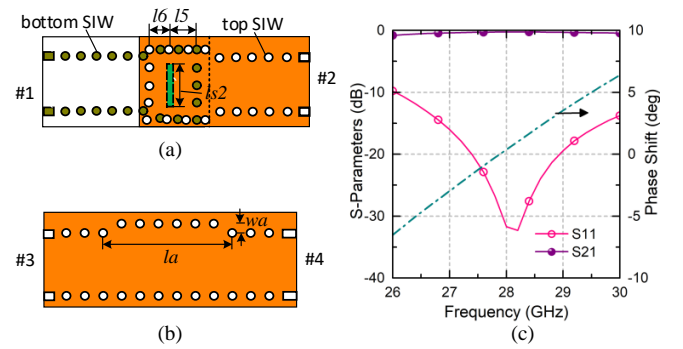 bottom SIW
l6
l5
top SIW
#1
ls2
#2
(a)
#3
la
wa
#4
(b)
S-Parameters (dB)
0
-10
-20
-30
-40
10
5
0
-5
-10
Phase Shift (deg)
S11
S21
26
27
28
29
30
Frequency (GHz)
(c)